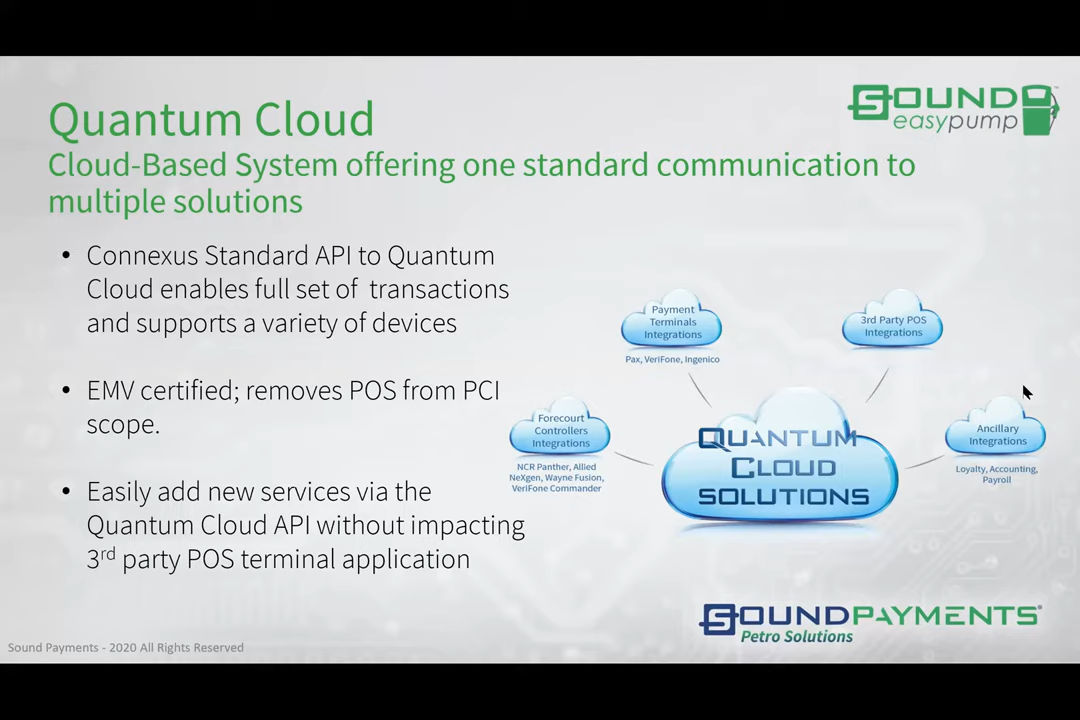 SOUND
easypump
Quantum Cloud
Cloud-Based System offering one standard communication to
multiple solutions
• Connexus Standard API to Quantum
Cloud enables full set of transactions
and supports a variety of devices
• EMV certified; removes POS from PCI
scope.
• Easily add new services via the
Quantum Cloud API without impacting
3rd party POS terminal application
Payment
Terminals
Integrations
Pax, VeriFone, Ingenico
3rd Party POS
Integrations
Forecourt
Controllers
Integrations
NCR Panther, Allied
NeXgen, Wayne Fusion,
VeriFone Commander
QUANTUM
CLOUD
SOLUTIONS
Ancillary
Integrations
Loyalty, Accounting,
Payroll
SOUNDPAYMENTS®
Petro Solutions
Sound Payments - 2020 All Rights Reserved